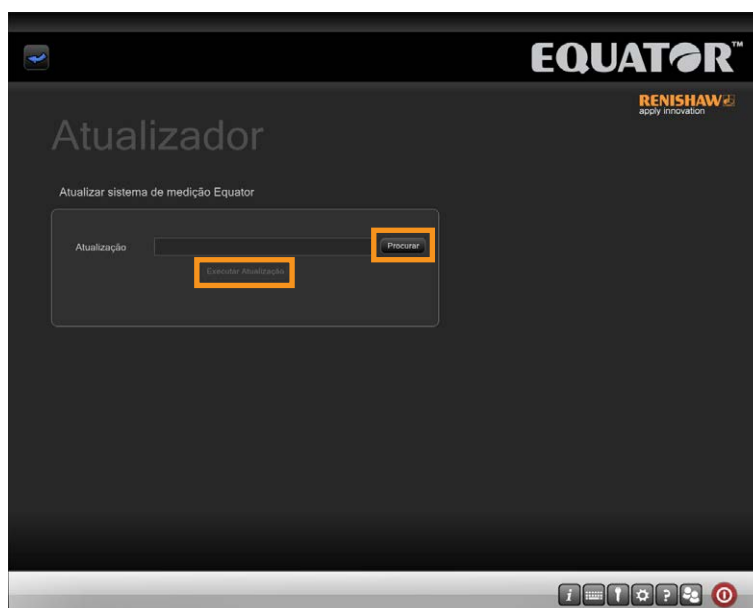 EQUATOR™
RENISHAW
apply innovation
Atualizador
Atualizar sistema de medição Equator
Atualização
Procurar
Executar Atualização